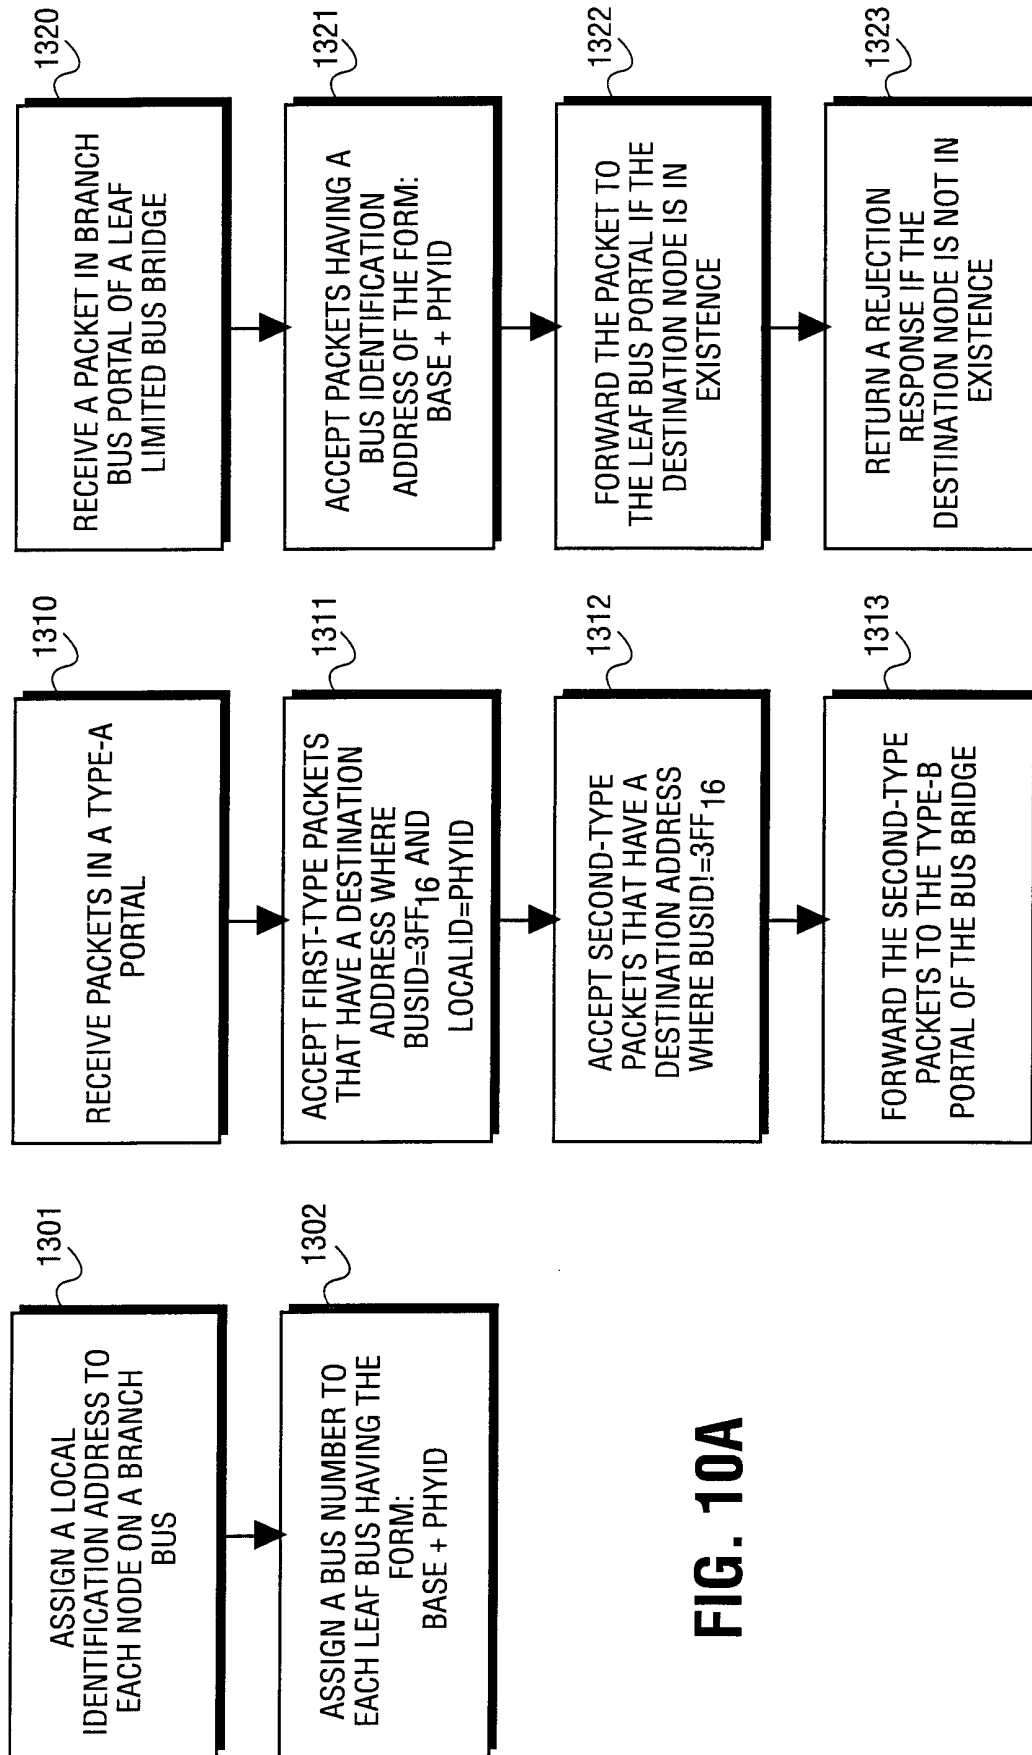 1301
ASSIGN A LOCAL
IDENTIFICATION ADDRESS TO
EACH NODE ON A BRANCH
BUS
1302
ASSIGN A BUS NUMBER TO
EACH LEAF BUS HAVING THE
FORM:
BASE + PHYID
1310
RECEIVE PACKETS IN A TYPE-A
PORTAL
1311
ACCEPT FIRST-TYPE PACKETS
THAT HAVE A DESTINATION
ADDRESS WHERE
BUSID=3FF16 AND
LOCALID=PHYID
1312
ACCEPT SECOND-TYPE
PACKETS THAT HAVE A
DESTINATION ADDRESS
WHERE BUSID!=3FF16
1313
FORWARD THE SECOND-TYPE
PACKETS TO THE TYPE-B
PORTAL OF THE BUS BRIDGE
1320
RECEIVE A PACKET IN BRANCH
BUS PORTAL OF A LEAF
LIMITED BUS BRIDGE
1321
ACCEPT PACKETS HAVING A
BUS IDENTIFICATION
ADDRESS OF THE FORM:
BASE + PHYID
1322
FORWARD THE PACKET TO
THE LEAF BUS PORTAL IF THE
DESTINATION NODE IS IN
EXISTENCE
1323
RETURN A REJECTION
RESPONSE IF THE
DESTINATION NODE IS NOT IN
EXISTENCE
FIG. 10A